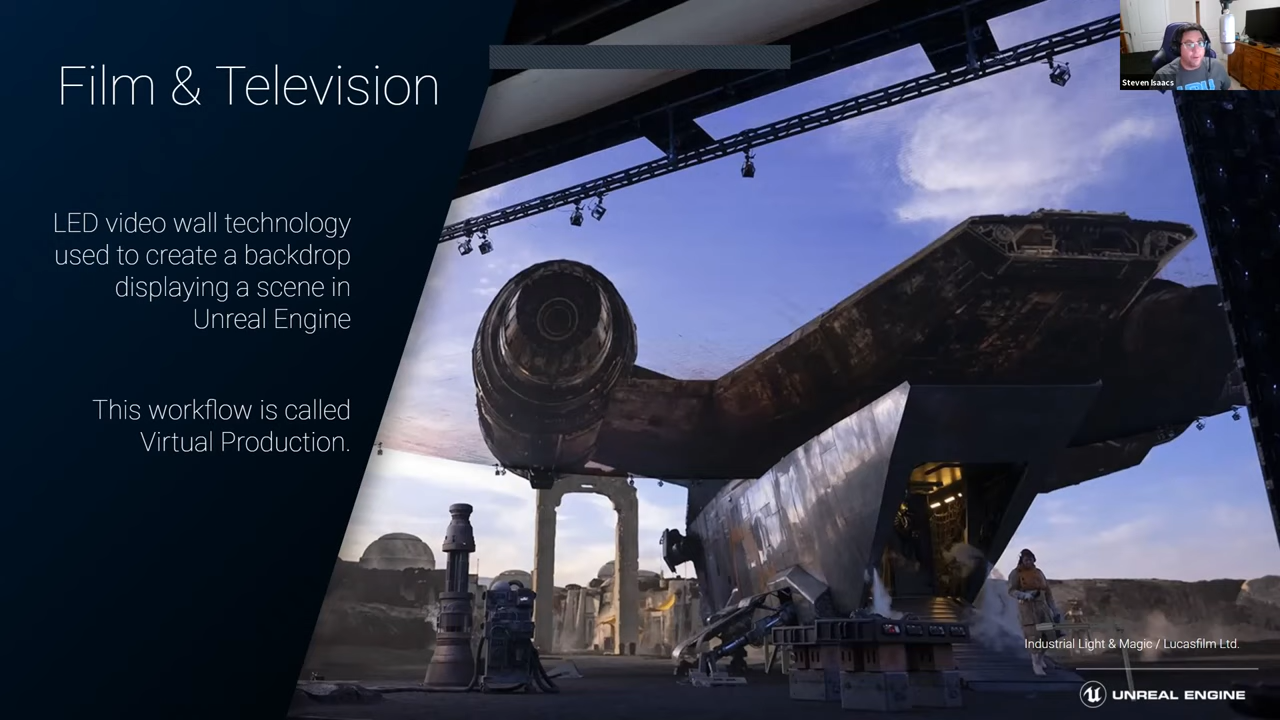 Film & Television
LED video wall technology
used to create a backdrop
displaying a scene in
Unreal Engine
This workflow is called
Virtual Production.
Steven Isaacs
Industrial Light & Magic / Lucasfilm Ltd.
UNREAL ENGINE